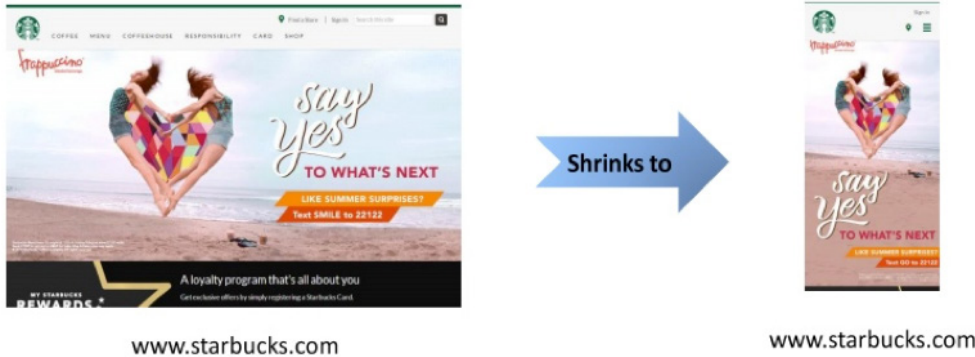 Find a Store | Sign In Search this site
COFFEE MENU COFFEEHOUSE RESPONSIBILITY CARD SHOP
frappuccino
say
yes
TO WHAT'S NEXT
LIKE SUMMER SURPRISES?
Text SMILE to 22122
A loyalty program that's all about you
Get exclusive offers by simply registering a Starbucks Card.
MY STARBUCKS
REWARDS
www.starbucks.com
Shrinks to
Sign In
frappuccino
say
yes
TO WHAT'S NEXT
LIKE SUMMER SURPRISES?
Text GO to 22122
www.starbucks.com